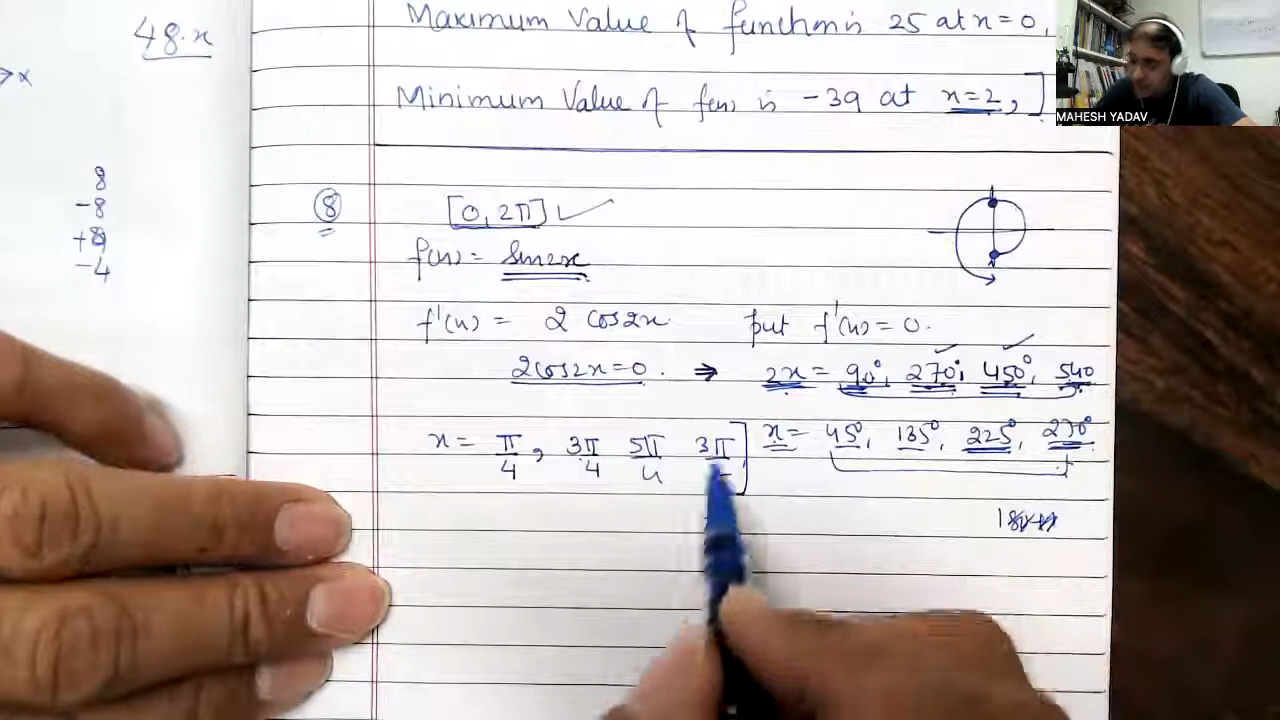 48.x
Maximum Value of function is 25 at x=0,
Minimum Value of f(x) is -39 at x=2,]
MAHESH YADAV
>x
8
-8
+8
-4
8 [0, 2π] ✓
f(x) = Sin2x
f'(x) = 2 cos2x. put f'(x)=0.
2cos2x=0. ⇒ 2x = 90°, 270°, 450°, 540
x = π/4, 3π/4 5π/4 3π x = 45°, 135°, 225°, 270°